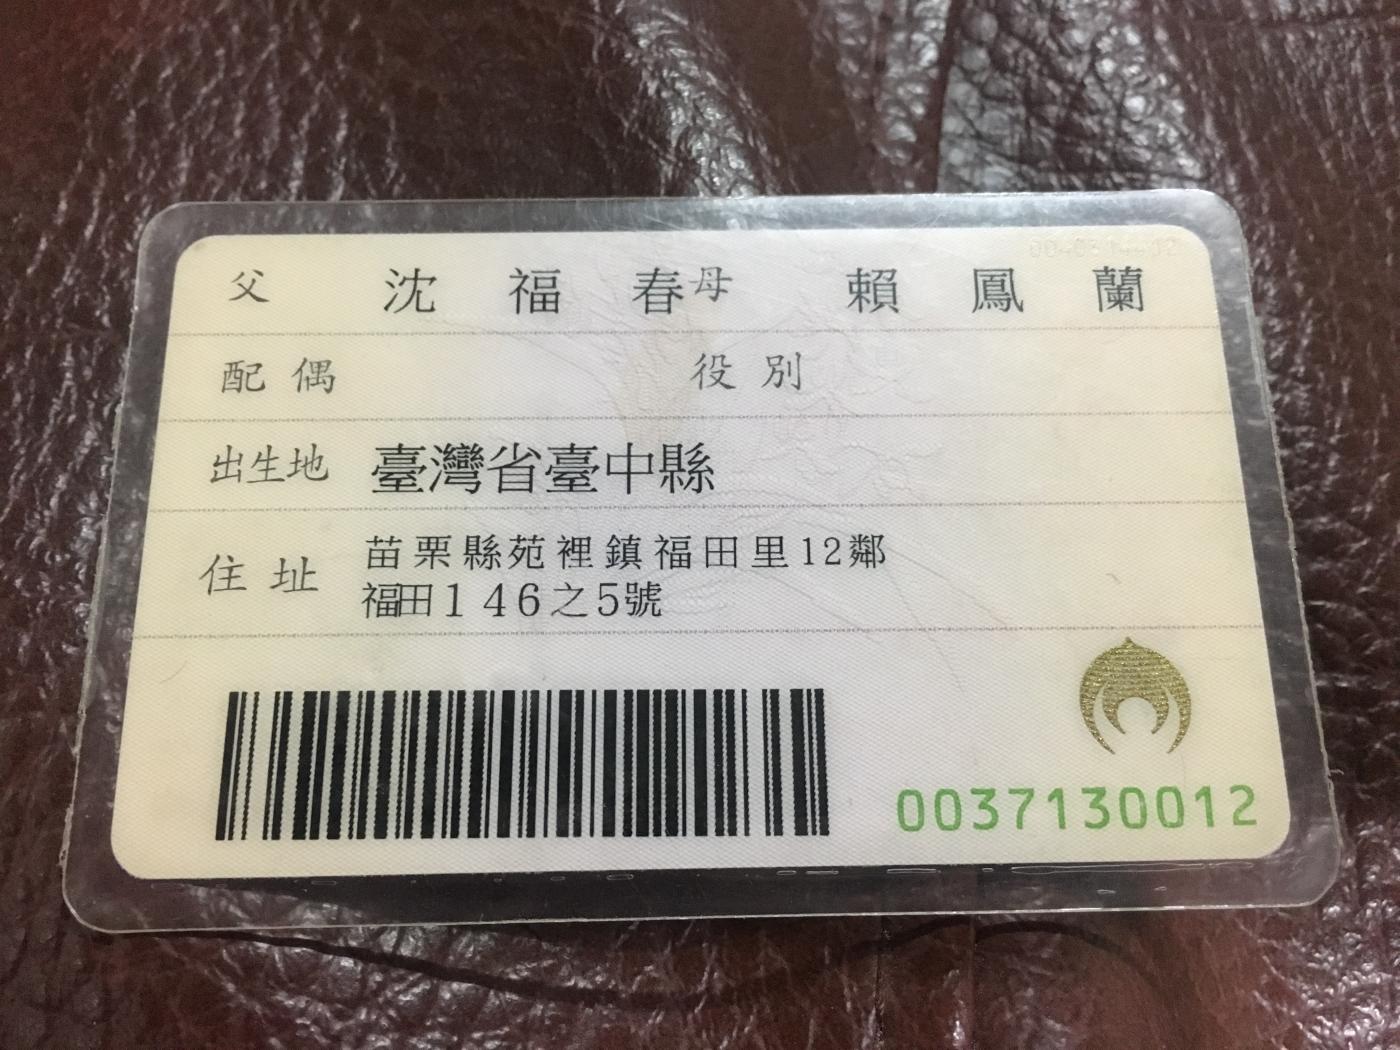 父 沈福春 母 賴鳳蘭
配偶 役別
出生地 臺灣省臺中縣
住址 苗栗縣苑裡鎮福田里12鄰
福田146之5號
0037130012